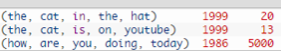 (the, cat, in, the, hat) 1999 20
(the, cat, is, on, youtube) 1999 13
(how, are, you, doing, today) 1986 5000